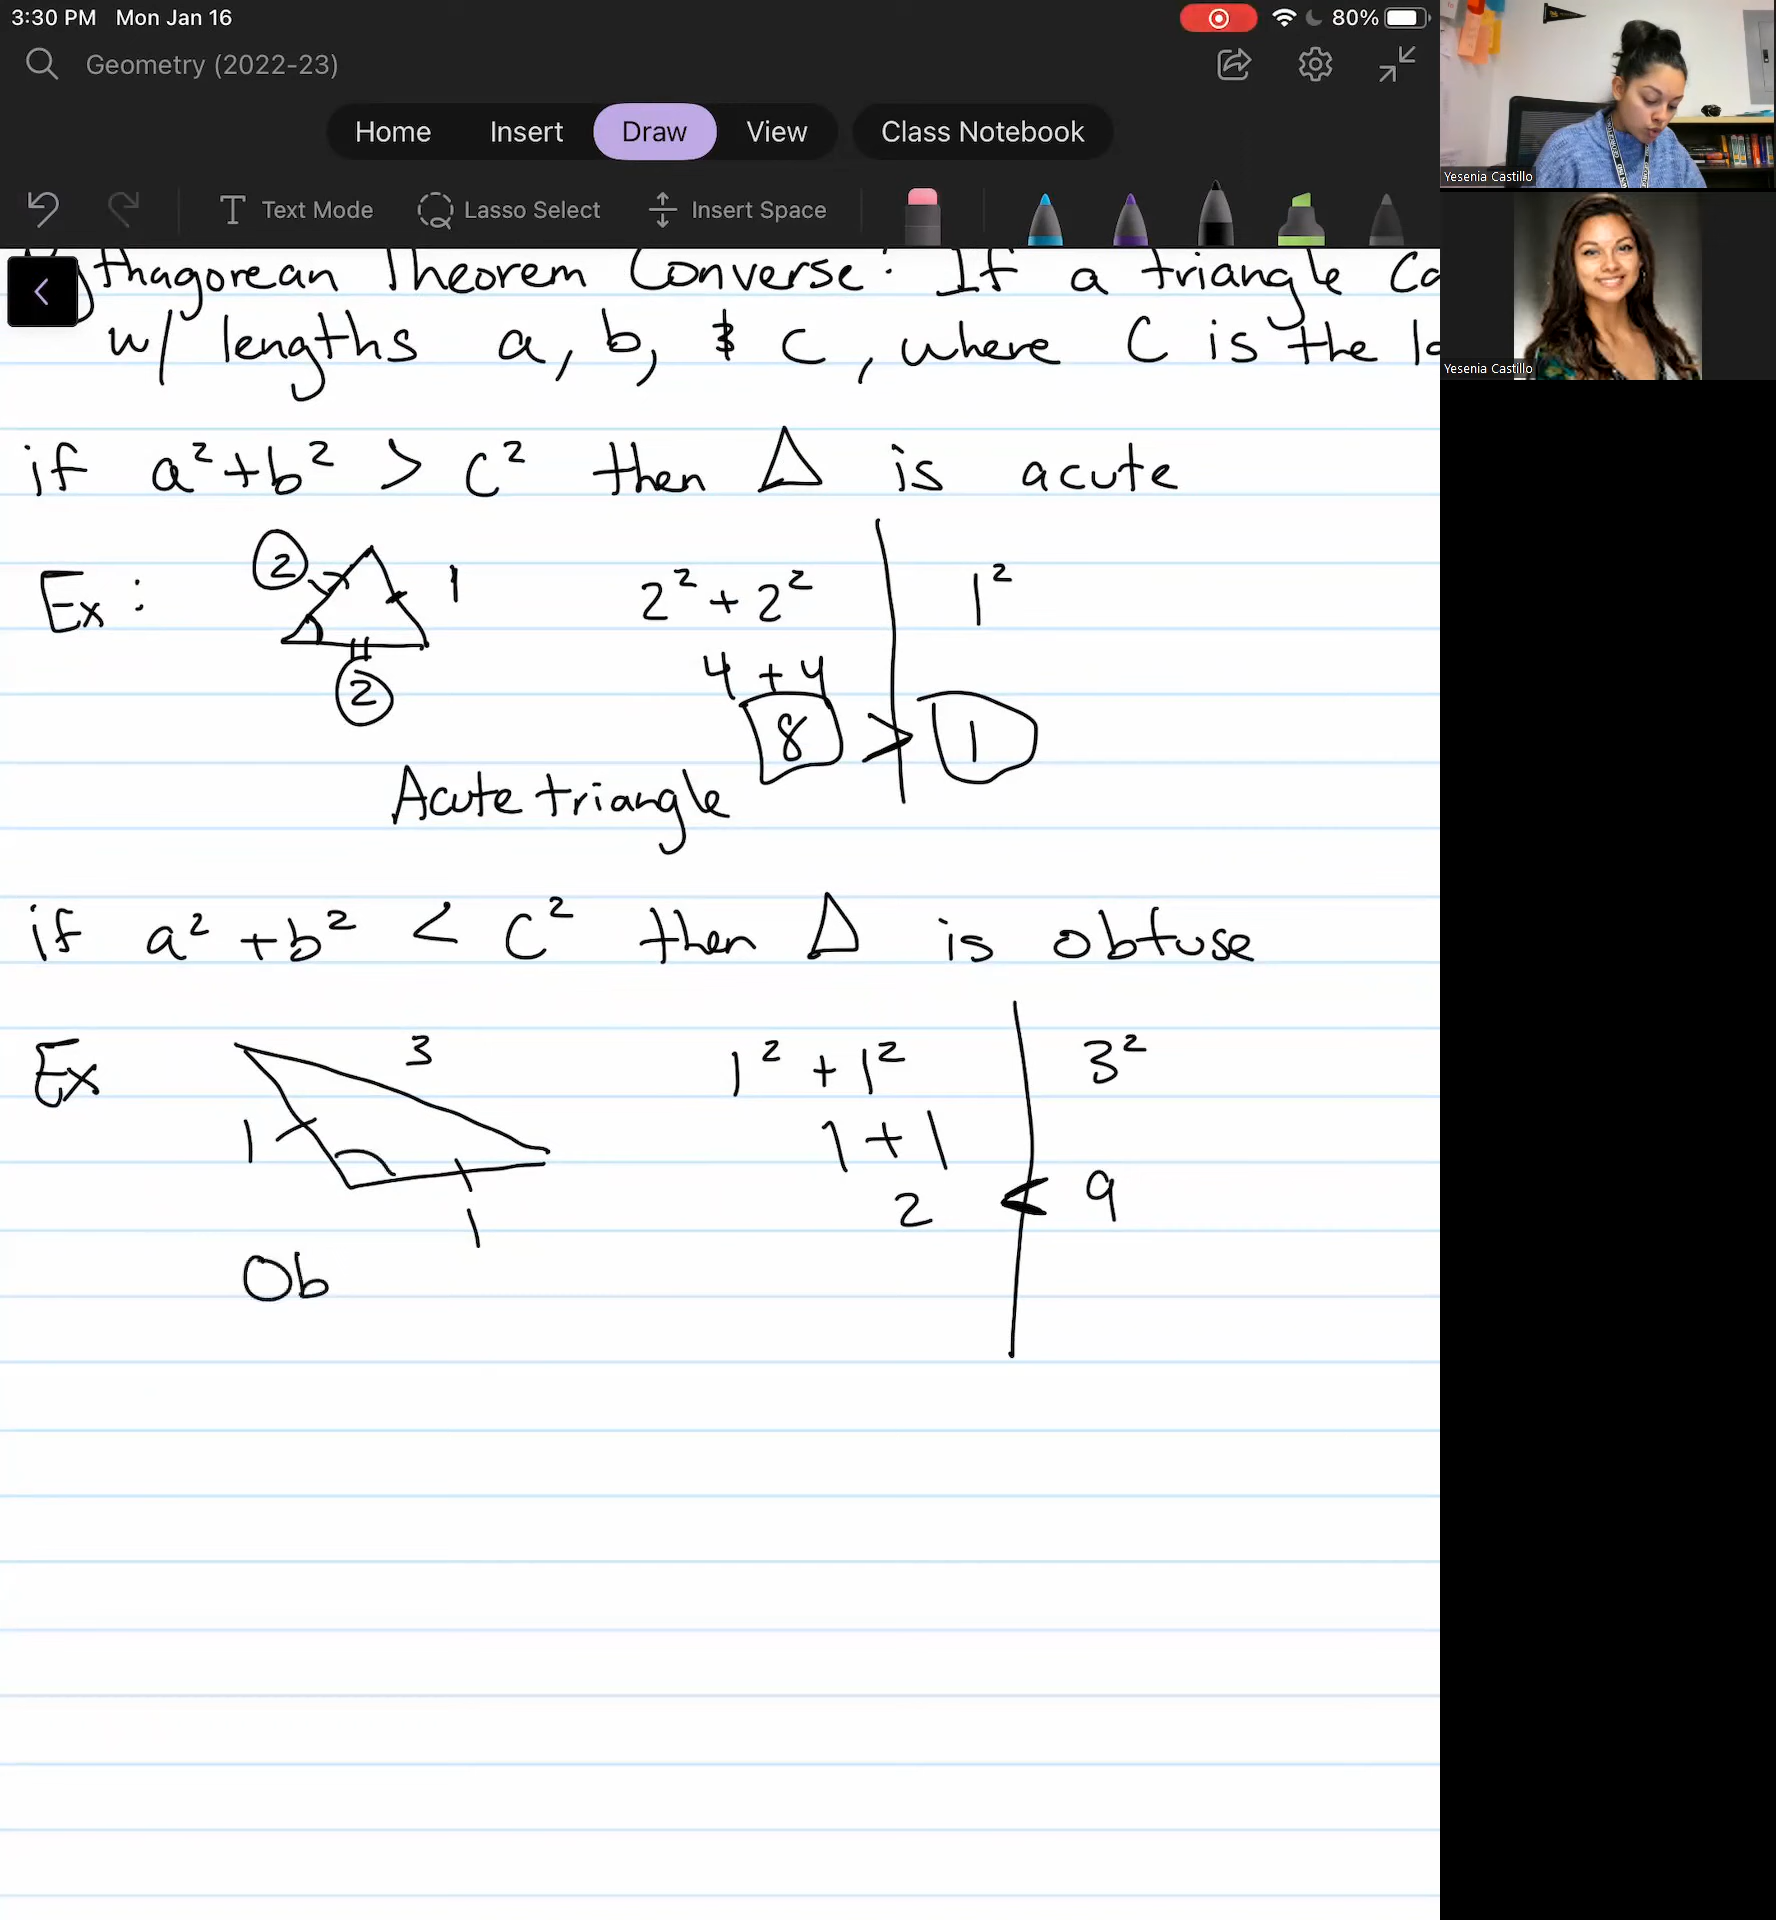 3:30 PM Mon Jan 16
80%
Geometry (2022-23)
Home Insert Draw View Class Notebook
Text Mode Lasso Select Insert Space
Yesenia Castillo
Yesenia Castillo
thagorean Theorem Converse: If a triangle
w/ lengths a, b, & c, where C is the
if a² + b² > c² then △ is acute
Ex: 2 1 2² + 2² 1²
2 4 + 4
8 > 1
Acute triangle
if a² + b² < c² then △ is obtuse
Ex 3 1² + 1² 3²
1 1 + 1
1 2 < 9
Ob